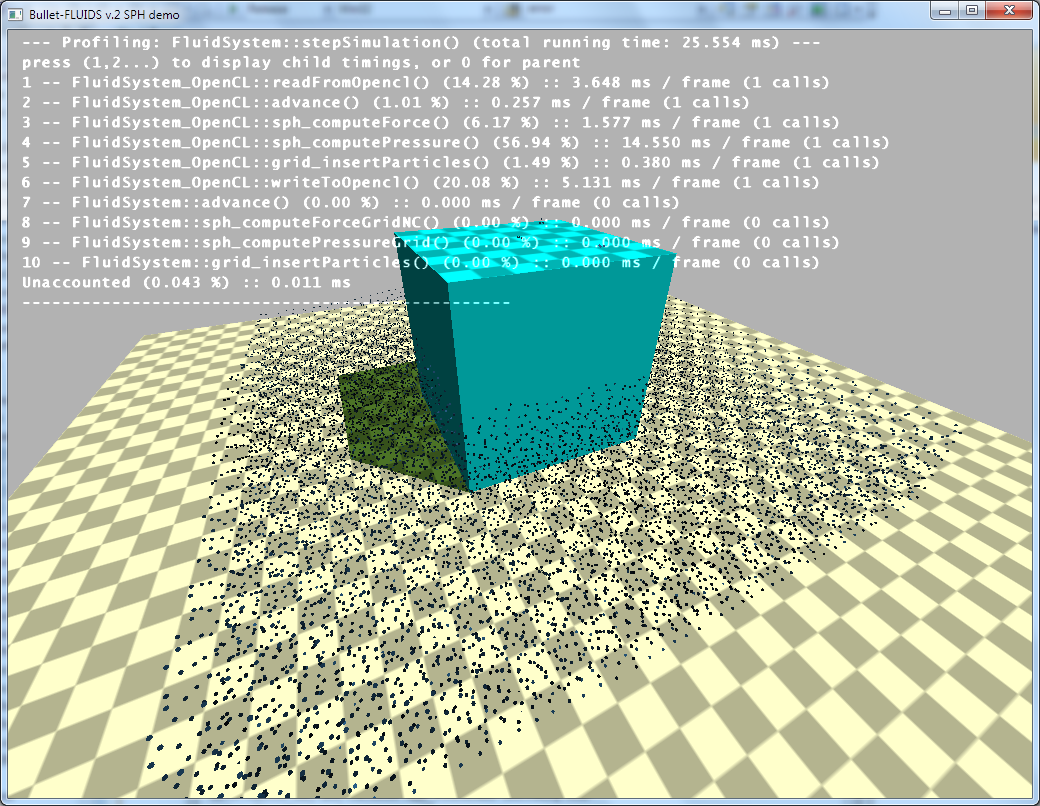 Bullet-FLUIDS v.2 SPH demo
--- Profiling: FluidSystem::stepSimulation() (total running time: 25.554 ms) ---
press (1,2...) to display child timings, or 0 for parent
1 -- FluidSystem_OpenCL::readFromOpencl() (14.28 %) :: 3.648 ms / frame (1 calls)
2 -- FluidSystem_OpenCL::advance() (1.01 %) :: 0.257 ms / frame (1 calls)
3 -- FluidSystem_OpenCL::sph_computeForce() (6.17 %) :: 1.577 ms / frame (1 calls)
4 -- FluidSystem_OpenCL::sph_computePressure() (56.94 %) :: 14.550 ms / frame (1 calls)
5 -- FluidSystem_OpenCL::grid_insertParticles() (1.49 %) :: 0.380 ms / frame (1 calls)
6 -- FluidSystem_OpenCL::writeToOpencl() (20.08 %) :: 5.131 ms / frame (1 calls)
7 -- FluidSystem::advance() (0.00 %) :: 0.000 ms / frame (0 calls)
8 -- FluidSystem::sph_computeForceGridNC() (0.00 %) :: 0.000 ms / frame (0 calls)
9 -- FluidSystem::sph_computePressureGrid() (0.00 %) :: 0.000 ms / frame (0 calls)
10 -- FluidSystem::grid_insertParticles() (0.00 %) :: 0.000 ms / frame (0 calls)
Unaccounted (0.043 %) :: 0.011 ms
-------------------------------------------------